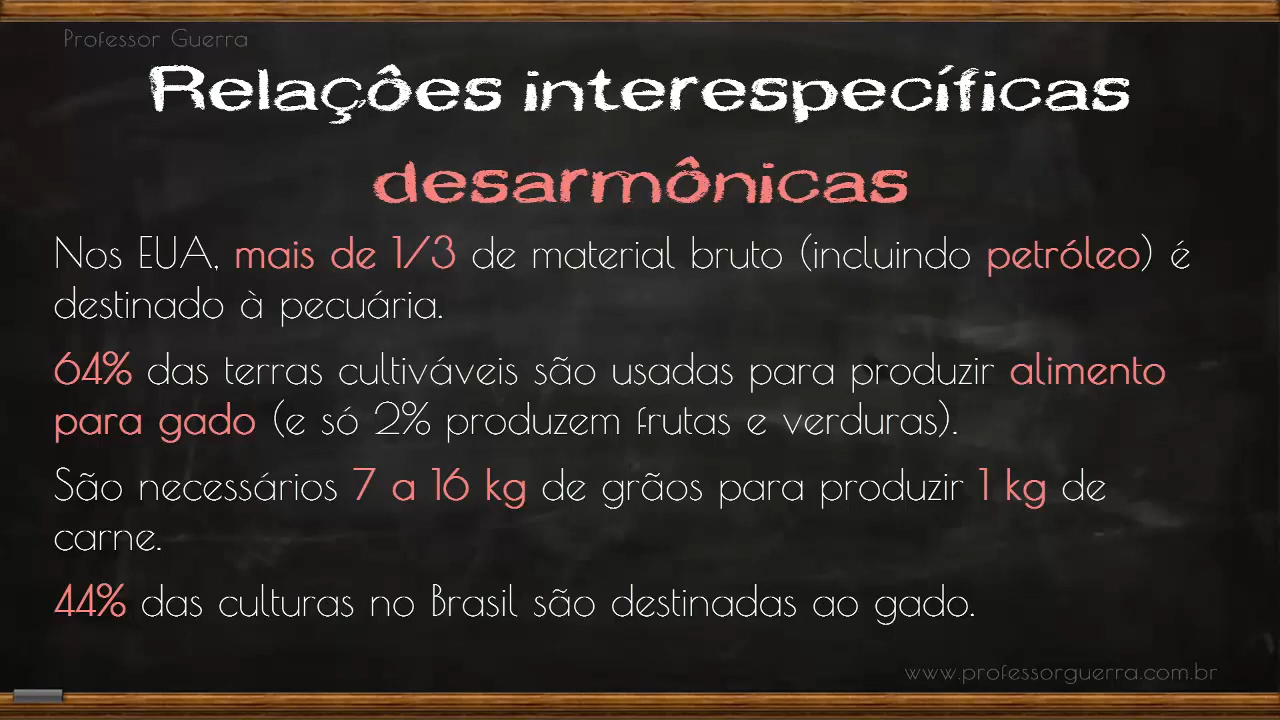 Professor Guerra
Relações interespecíficas
desarmônicas
Nos EUA, mais de 1/3 de material bruto (incluindo petróleo) é
destinado à pecuária.
64% das terras cultiváveis são usadas para produzir alimento
para gado (e só 2% produzem frutas e verduras).
São necessários 7 a 16 kg de grãos para produzir 1 kg de
carne.
44% das culturas no Brasil são destinadas ao gado.
www.professorguerra.com.br